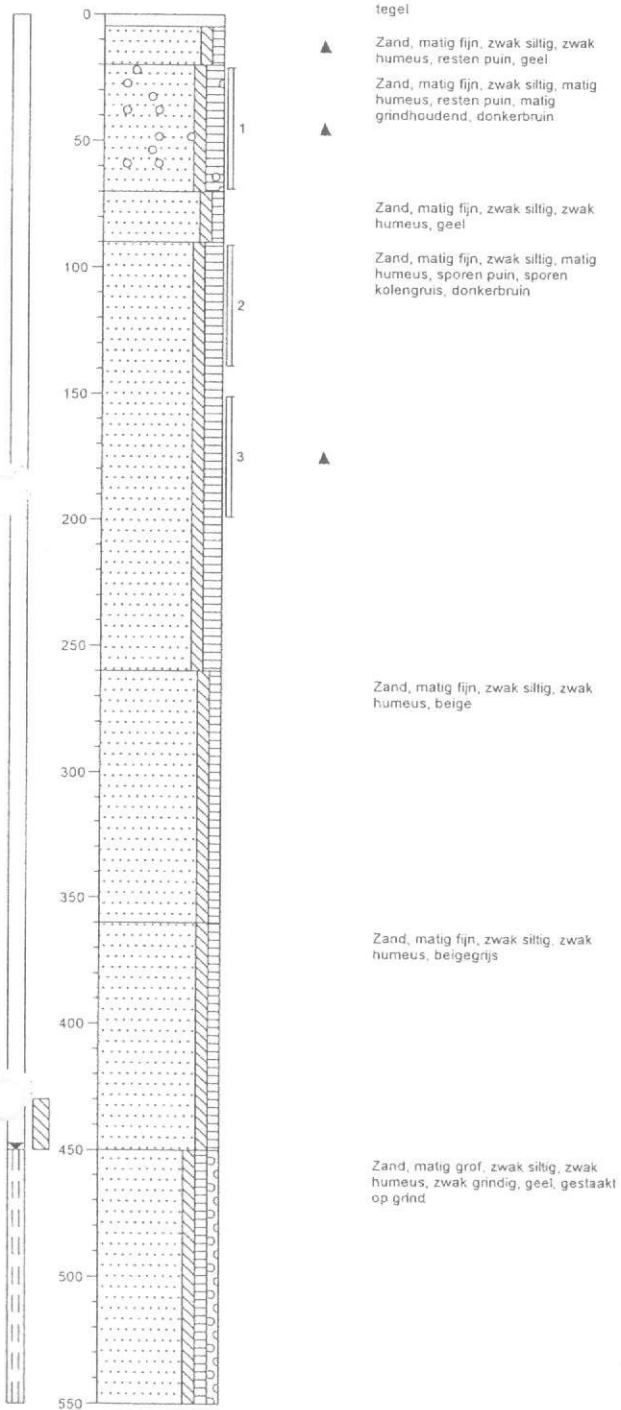 0
tegel
Zand, matig fijn, zwak siltig, zwak
humeus, resten puin, geel
Zand, matig fijn, zwak siltig, matig
humeus, resten puin, matig
grindhoudend, donkerbruin
1
50
Zand, matig fijn, zwak siltig, zwak
humeus, geel
100
Zand, matig fijn, zwak siltig, matig
humeus, sporen puin, sporen
kolengruis, donkerbruin
2
150
3
200
250
Zand, matig fijn, zwak siltig, zwak
humeus, beige
300
350
Zand, matig fijn, zwak siltig, zwak
humeus, beigegrijs
400
450
Zand, matig grof, zwak siltig, zwak
humeus, zwak grindig, geel, gestaakt
op grind
500
550